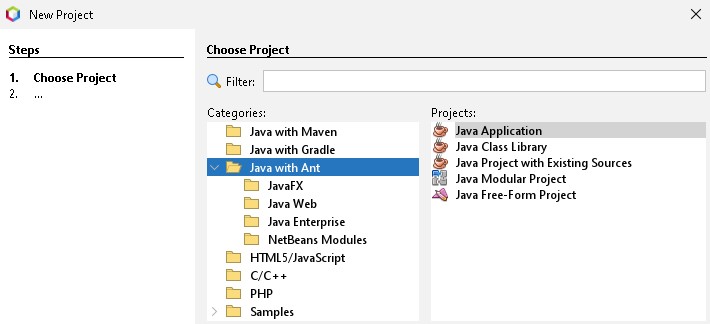 New Project
Steps
1. Choose Project
2. ...
Choose Project
Filter:
Categories:
Java with Maven
Java with Gradle
Java with Ant
JavaFX
Java Web
Java Enterprise
NetBeans Modules
HTML5/JavaScript
C/C++
PHP
Samples
Projects:
Java Application
Java Class Library
Java Project with Existing Sources
Java Modular Project
Java Free-Form Project